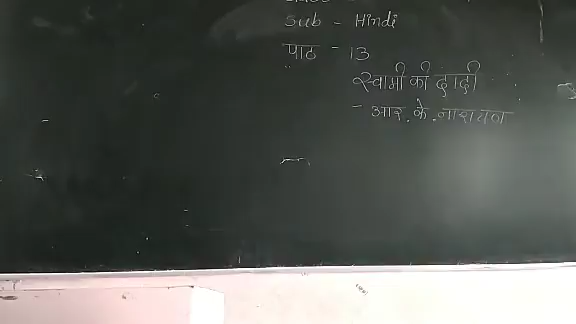 Sub - Hindi
पाठ - 13
स्वामी की दादी
- आर. के. नारायण